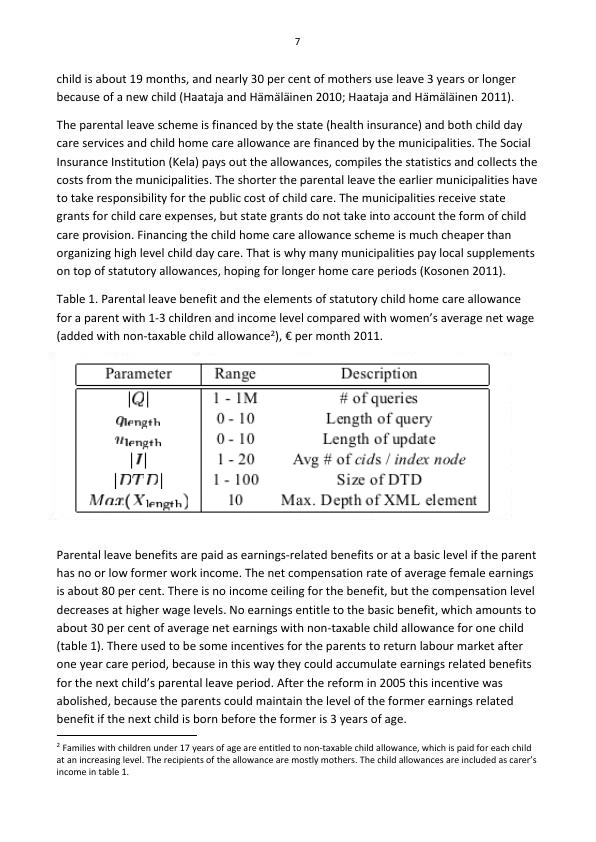 7
child is about 19 months, and nearly 30 per cent of mothers use leave 3 years or longer
because of a new child (Haataja and Hämäläinen 2010; Haataja and Hämäläinen 2011).
The parental leave scheme is financed by the state (health insurance) and both child day
care services and child home care allowance are financed by the municipalities. The Social
Insurance Institution (Kela) pays out the allowances, compiles the statistics and collects the
costs from the municipalities. The shorter the parental leave the earlier municipalities have
to take responsibility for the public cost of child care. The municipalities receive state
grants for child care expenses, but state grants do not take into account the form of child
care provision. Financing the child home care allowance scheme is much cheaper than
organizing high level child day care. That is why many municipalities pay local supplements
on top of statutory allowances, hoping for longer home care periods (Kosonen 2011).
Table 1. Parental leave benefit and the elements of statutory child home care allowance
for a parent with 1-3 children and income level compared with women’s average net wage
(added with non-taxable child allowance²), € per month 2011.
Parameter Range Description
|Q| 1 - 1M # of queries
qlength 0 - 10 Length of query
ulength 0 - 10 Length of update
|I| 1 - 20 Avg # of cids / index node
|DTD| 1 - 100 Size of DTD
Max(Xlength) 10 Max. Depth of XML element
Parental leave benefits are paid as earnings-related benefits or at a basic level if the parent
has no or low former work income. The net compensation rate of average female earnings
is about 80 per cent. There is no income ceiling for the benefit, but the compensation level
decreases at higher wage levels. No earnings entitle to the basic benefit, which amounts to
about 30 per cent of average net earnings with non-taxable child allowance for one child
(table 1). There used to be some incentives for the parents to return labour market after
one year care period, because in this way they could accumulate earnings related benefits
for the next child’s parental leave period. After the reform in 2005 this incentive was
abolished, because the parents could maintain the level of the former earnings related
benefit if the next child is born before the former is 3 years of age.
² Families with children under 17 years of age are entitled to non-taxable child allowance, which is paid for each child
at an increasing level. The recipients of the allowance are mostly mothers. The child allowances are included as carer’s
income in table 1.